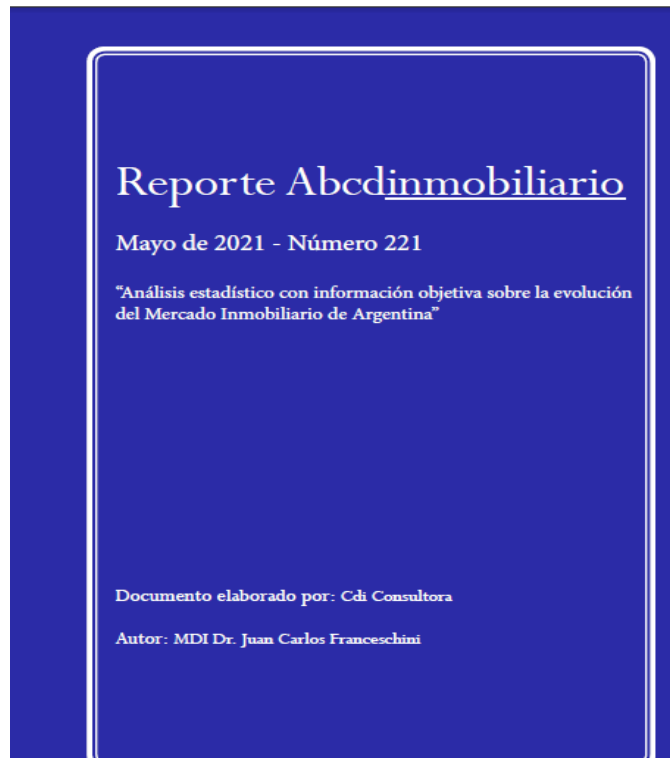 Reporte Abcdinmobiliario
Mayo de 2021 - Número 221
“Análisis estadístico con información objetiva sobre la evolución
del Mercado Inmobiliario de Argentina”
Documento elaborado por: Cdi Consultora
Autor: MDI Dr. Juan Carlos Franceschini